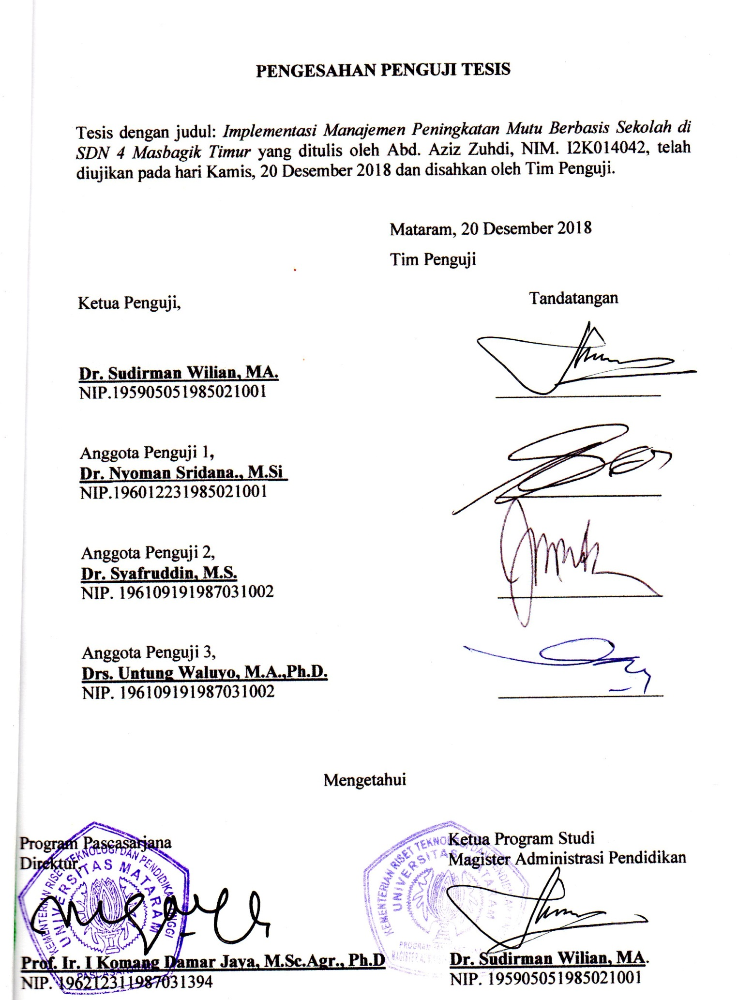 PENGESAHAN PENGUJI TESIS
Tesis dengan judul: Implementasi Manajemen Peningkatan Mutu Berbasis Sekolah di
SDN 4 Masbagik Timur yang ditulis oleh Abd. Aziz Zuhdi, NIM. I2K014042, telah
diujikan pada hari Kamis, 20 Desember 2018 dan disahkan oleh Tim Penguji.
Mataram, 20 Desember 2018
Tim Penguji
Ketua Penguji,
Tandatangan
Dr. Sudirman Wilian, MA.
NIP.195905051985021001
Anggota Penguji 1,
Dr. Nyoman Sridana., M.Si
NIP.196012231985021001
Anggota Penguji 2,
Dr. Syafruddin, M.S.
NIP. 196109191987031002
Anggota Penguji 3,
Drs. Untung Waluyo, M.A.,Ph.D.
NIP. 196109191987031002
Mengetahui
Program Pascasarjana
Direktur,
KEMENTERIAN RISET TEKNOLOGI DAN PENDIDIKAN TINGGI
UNIVERSITAS MATARAM
PASCASARJANA
Prof. Ir. I Komang Damar Jaya, M.Sc.Agr., Ph.D
NIP. 196212311987031394
Ketua Program Studi
Magister Administrasi Pendidikan
KEMENTERIAN RISET TEKNOLOGI DAN PENDIDIKAN
UNIVERSITAS MATARAM
PROGRAM
MAGISTER
Dr. Sudirman Wilian, MA.
NIP. 195905051985021001